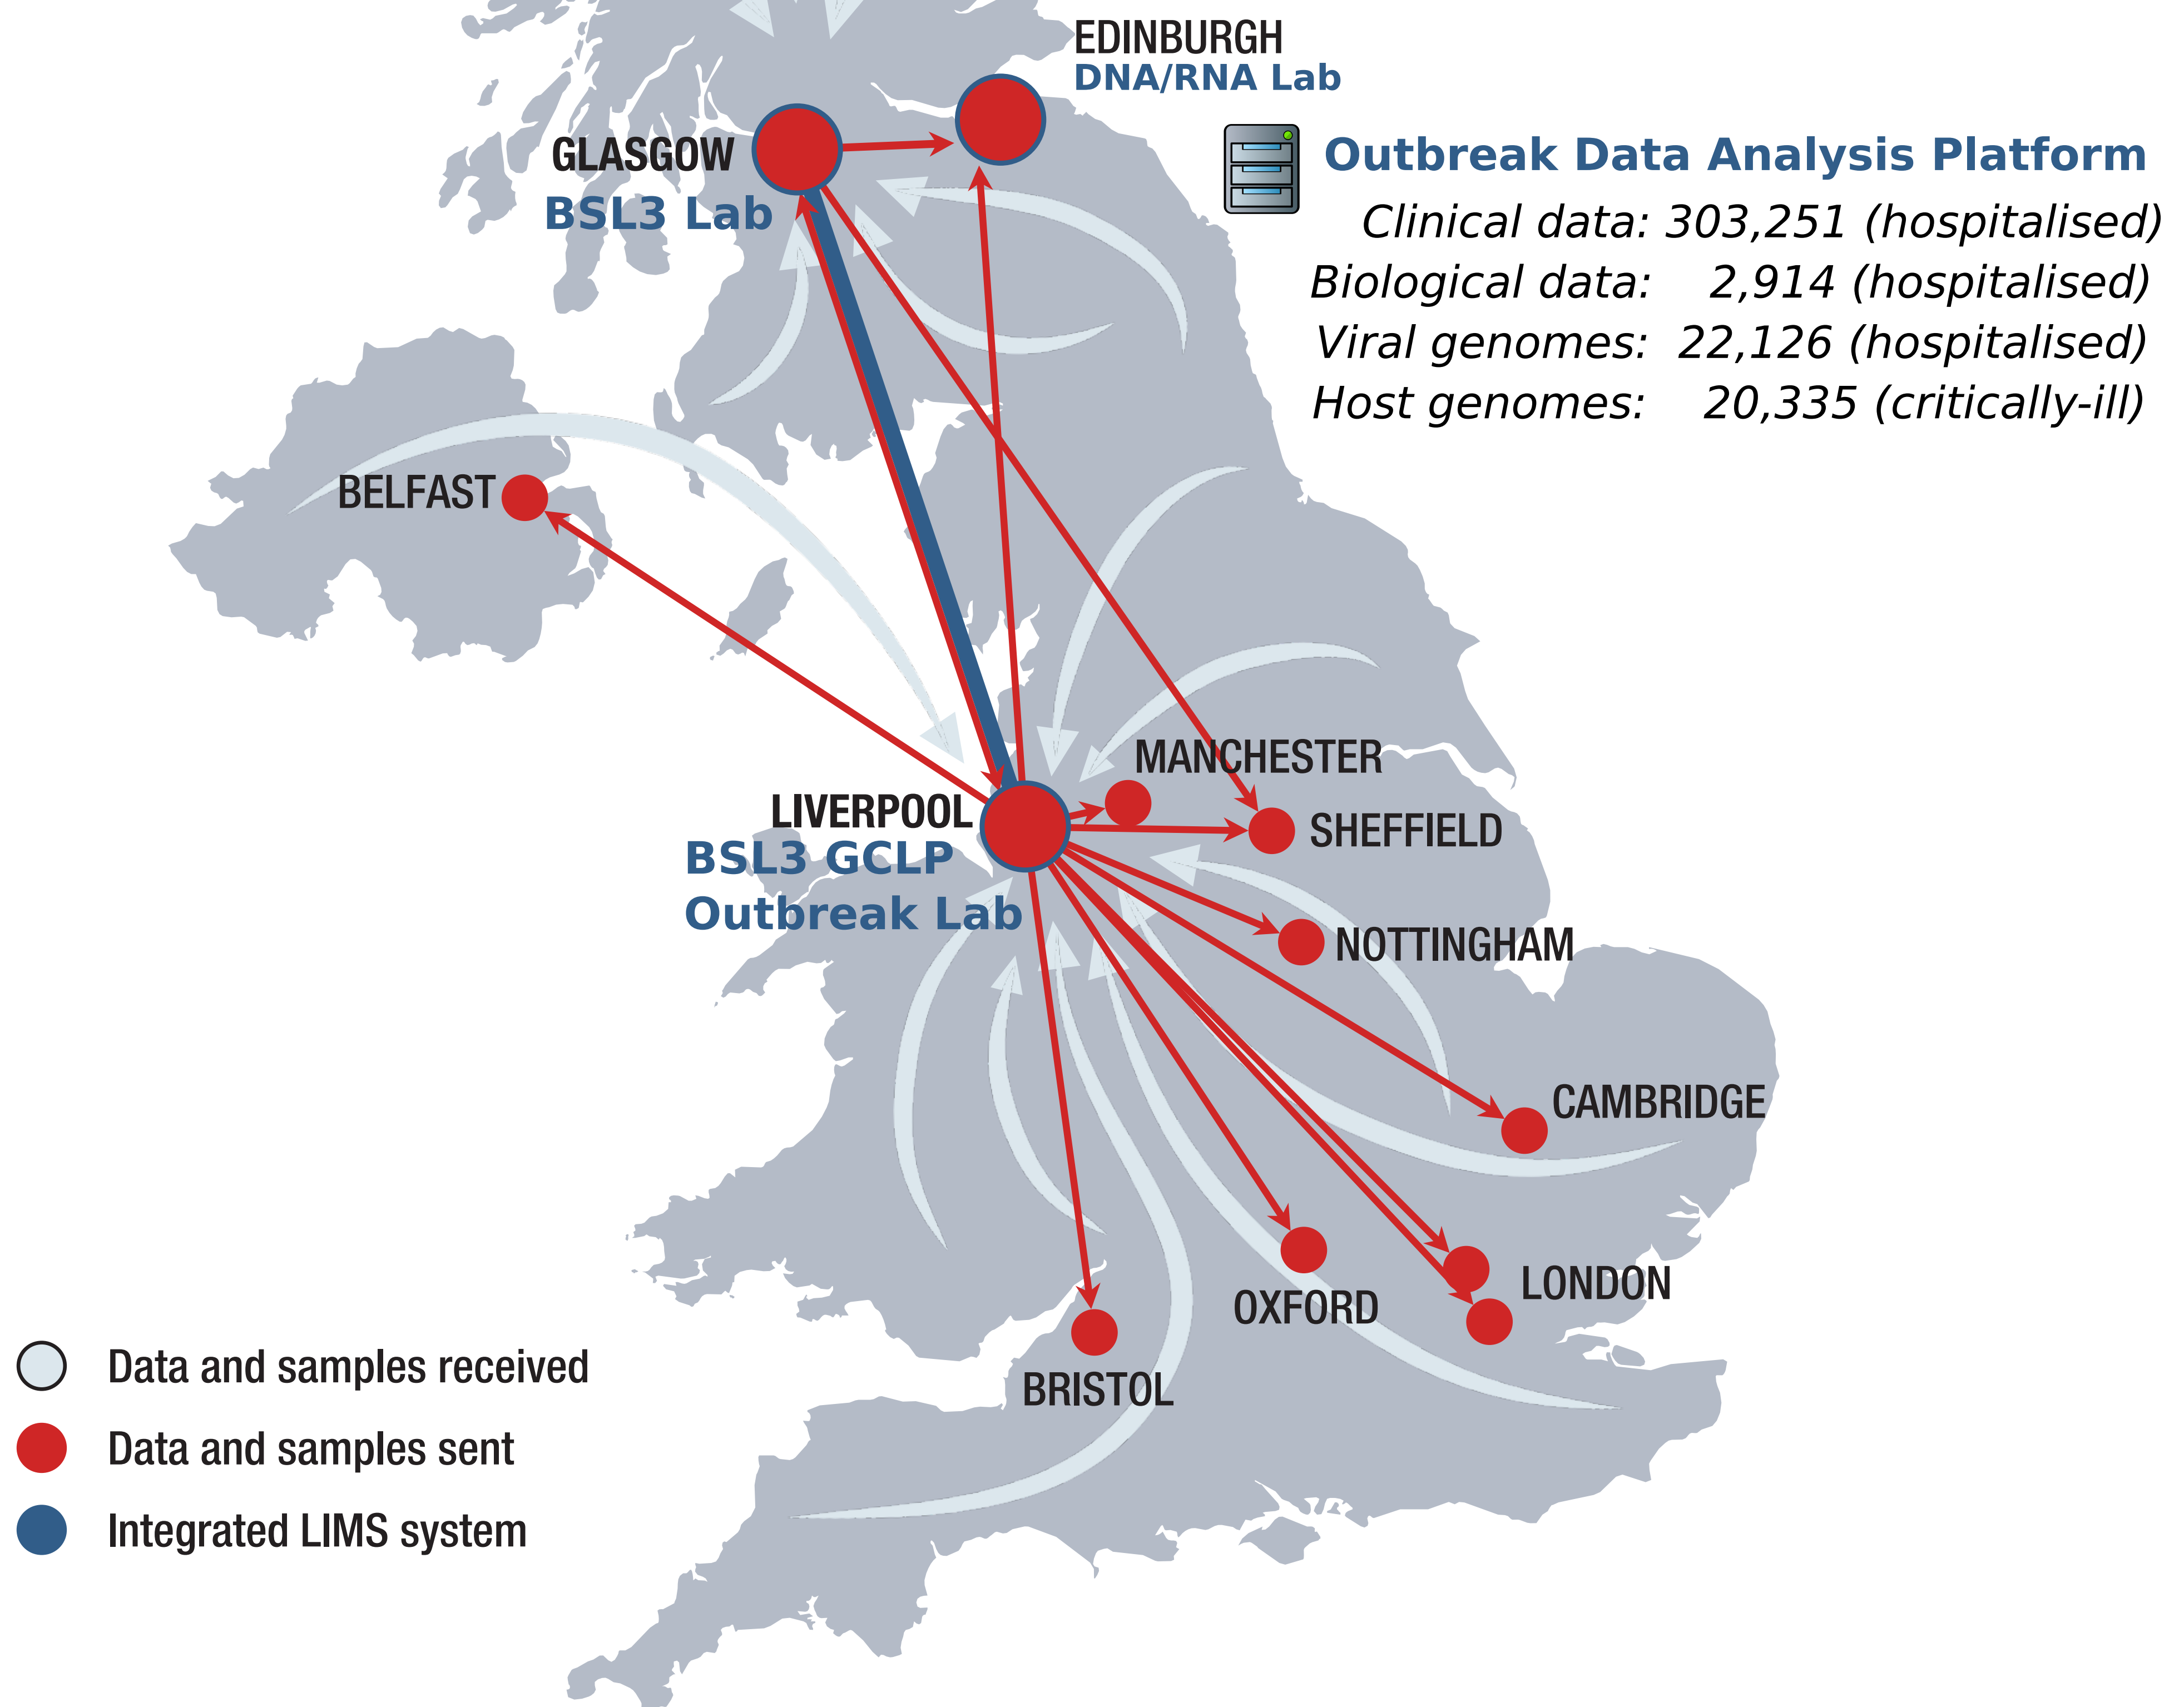 EDINBURGH
DNA/RNA Lab
GLASGOW
BSL3 Lab
Outbreak Data Analysis Platform
Clinical data: 303,251 (hospitalised)
Biological data: 2,914 (hospitalised)
Viral genomes: 22,126 (hospitalised)
Host genomes: 20,335 (critically-ill)
BELFAST
MANCHESTER
LIVERPOOL
BSL3 GCLP
Outbreak Lab
SHEFFIELD
NOTTINGHAM
CAMBRIDGE
LONDON
OXFORD
BRISTOL
Data and samples received
Data and samples sent
Integrated LIMS system